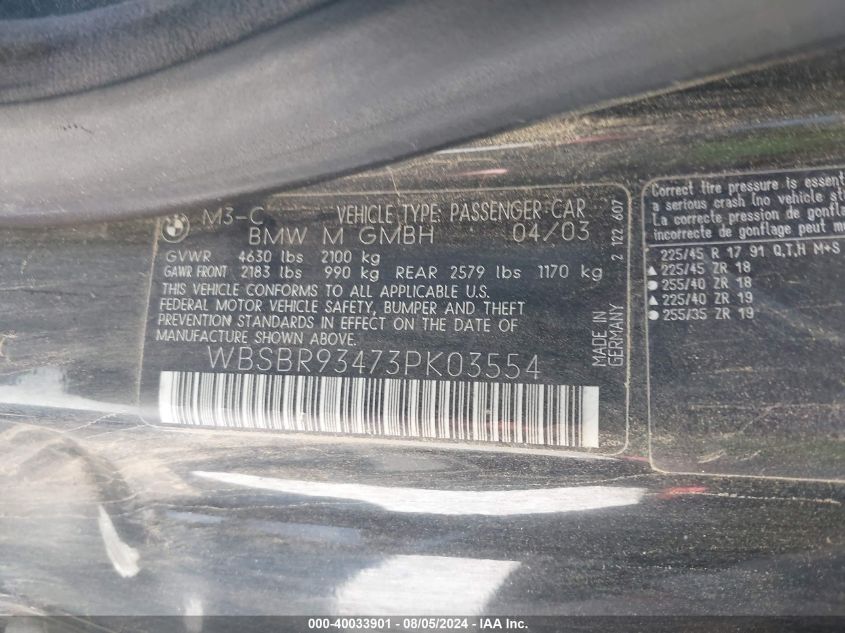 M3-C VEHICLE TYPE: PASSENGER CAR
BMW M GMBH 04/03
GVWR 4630 lbs 2100 kg
GAWR FRONT 2183 lbs 990 kg REAR 2579 lbs 1170 kg
THIS VEHICLE CONFORMS TO ALL APPLICABLE U.S.
FEDERAL MOTOR VEHICLE SAFETY, BUMPER AND THEFT
PREVENTION STANDARDS IN EFFECT ON THE DATE OF
MANUFACTURE SHOWN ABOVE.
WBSBR93473PK03554
2 122 607
MADE IN
GERMANY
Correct tire pressure is
a serious crash (no vehicle
La correcte pression de
incorrecte de gonflage peut
225/45 R 17 91 Q,T,H M+S
225/45 ZR 18
255/40 ZR 18
225/40 ZR 19
255/35 ZR 19
000-40033901 - 08/05/2024 - IAA Inc.